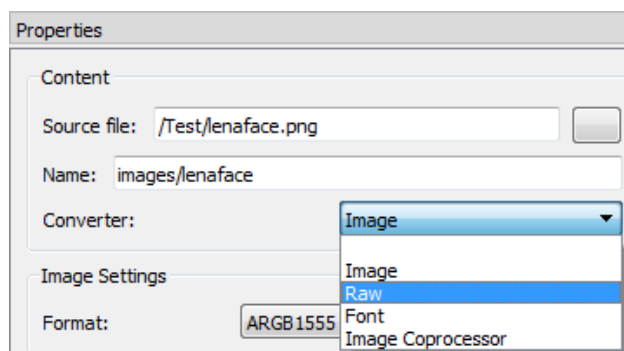 Properties
Content
Source file: /Test/lenaface.png
Name: images/lenaface
Converter: Image
Image
Image Settings
Raw
Format: ARGB1555 Font
Image Coprocessor